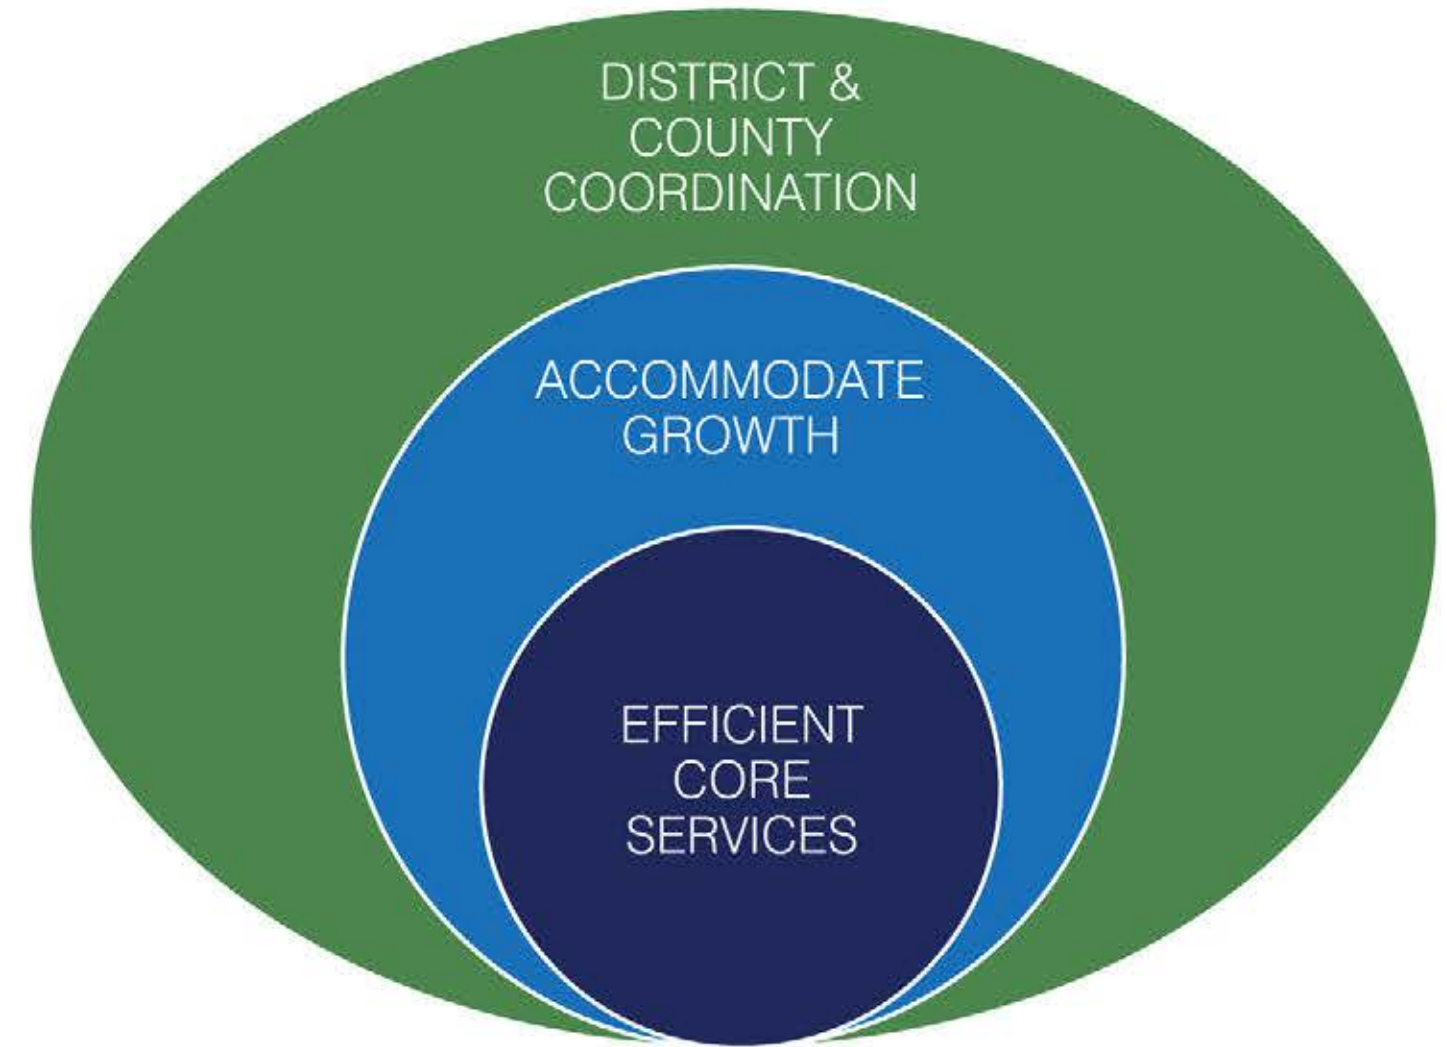 DISTRICT &
COUNTY
COORDINATION
ACCOMMODATE
GROWTH
EFFICIENT
CORE
SERVICES